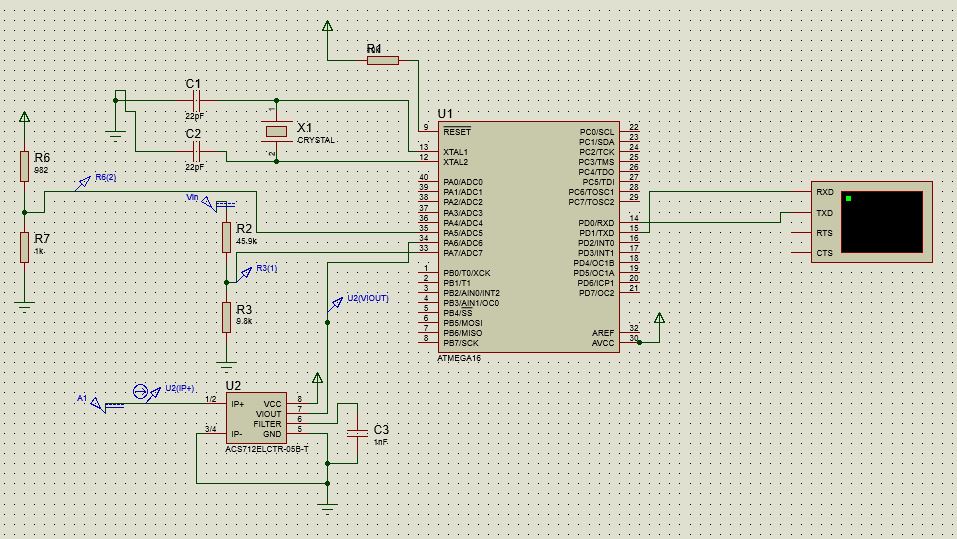 R1
10k
C1
22pF
C2
22pF
1
X1
CRYSTAL
2
R6
982
R6(2)
R7
1k
Vin
R2
45.9k
R3(1)
R3
9.8k
U2(VIOUT)
U1
9 RESET PC0/SCL 22
PC1/SDA 23
13 XTAL1 PC2/TCK 24
12 XTAL2 PC3/TMS 25
PC4/TDO 26
40 PA0/ADC0 PC5/TDI 27
39 PA1/ADC1 PC6/TOSC1 28
38 PA2/ADC2 PC7/TOSC2 29
37 PA3/ADC3
36 PA4/ADC4 PD0/RXD 14
35 PA5/ADC5 PD1/TXD 15
34 PA6/ADC6 PD2/INT0 16
33 PA7/ADC7 PD3/INT1 17
PD4/OC1B 18
1 PB0/T0/XCK PD5/OC1A 19
2 PB1/T1 PD6/ICP1 20
3 PB2/AIN0/INT2 PD7/OC2 21
4 PB3/AIN1/OC0
5 PB4/SS
6 PB5/MOSI
7 PB6/MISO AREF 32
8 PB7/SCK AVCC 30
ATMEGA16
RXD
TXD
RTS
CTS
A1
U2(IP+)
U2
1/2 IP+ VCC 8
VIOUT 7
FILTER 6
3/4 IP- GND 5
ACS712ELCTR-05B-T
C3
1nF